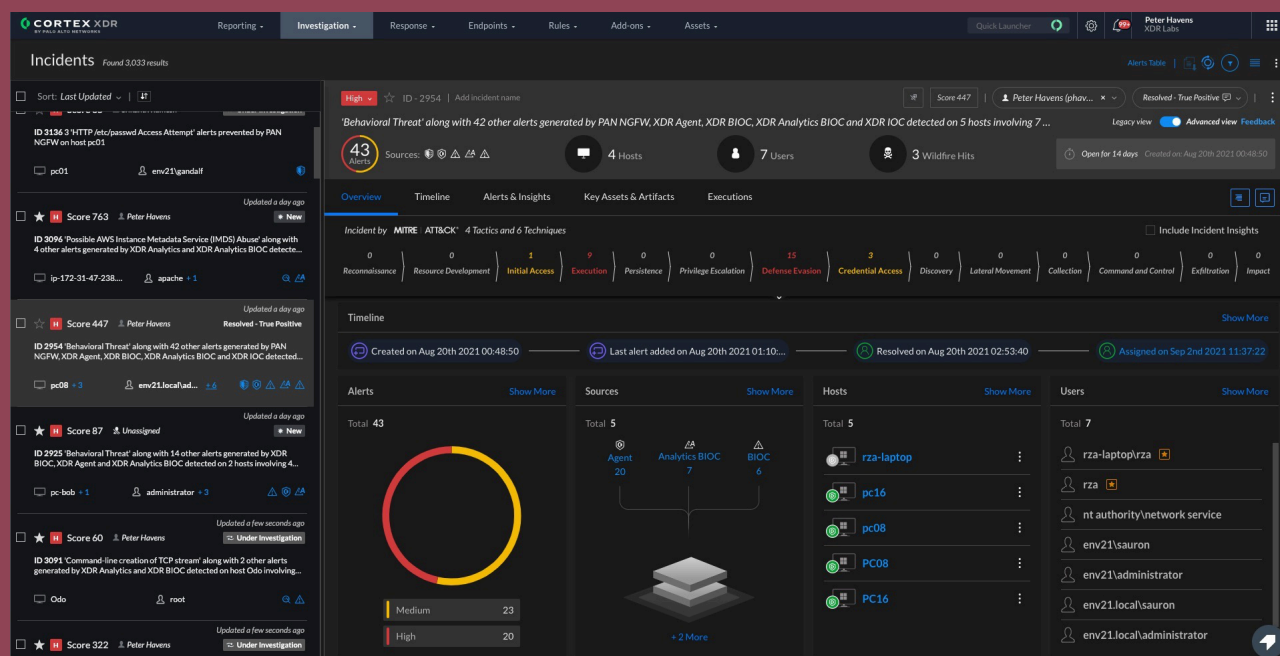 CORTEX XDR
BY PALO ALTO NETWORKS
Reporting
Investigation
Response
Endpoints
Rules
Add-ons
Assets
Quick Launcher
99+
Peter Havens
XDR Labs
Incidents Found 3,033 results
Alerts Table
Sort: Last Updated
ID 3136 3 'HTTP /etc/passwd Access Attempt' alerts prevented by PAN
NGFW on host pc01
pc01 env21\gandalf
Updated a day ago
H Score 763 Peter Havens New
ID 3096 'Possible AWS Instance Metadata Service (IMDS) Abuse' along with
4 other alerts generated by XDR Analytics and XDR Analytics BIOC detecte...
ip-172-31-47-238.... apache + 1
Updated a day ago
H Score 447 Peter Havens Resolved - True Positive
ID 2954 'Behavioral Threat' along with 42 other alerts generated by PAN
NGFW, XDR Agent, XDR BIOC, XDR Analytics BIOC and XDR IOC detected...
pc08 + 3 env21.local\ad... + 6
Updated a day ago
H Score 87 Unassigned New
ID 2925 'Behavioral Threat' along with 14 other alerts generated by XDR
BIOC, XDR Agent and XDR Analytics BIOC detected on 2 hosts involving 4...
pc-bob + 1 administrator + 3
Updated a few seconds ago
H Score 60 Peter Havens Under Investigation
ID 3091 'Command-line creation of TCP stream' along with 2 other alerts
generated by XDR Analytics and XDR BIOC detected on host Odo involving...
Odo root
Updated a few seconds ago
H Score 322 Peter Havens Under Investigation
High ID - 2954 Add incident name
Score 447 Peter Havens (phav... × Resolved - True Positive
'Behavioral Threat' along with 42 other alerts generated by PAN NGFW, XDR Agent, XDR BIOC, XDR Analytics BIOC and XDR IOC detected on 5 hosts involving 7 ...
Legacy view Advanced view Feedback
43 Alerts Sources: 4 Hosts 7 Users 3 Wildfire Hits
Open for 14 days Created on: Aug 20th 2021 00:48:50
Overview Timeline Alerts & Insights Key Assets & Artifacts Executions
Incident by MITRE | ATT&CK® 4 Tactics and 6 Techniques
Include Incident Insights
0 0 1 9 0 0 15 3 0 0 0 0 0 0
Reconnaissance Resource Development Initial Access Execution Persistence Privilege Escalation Defense Evasion Credential Access Discovery Lateral Movement Collection Command and Control Exfiltration Impact
Timeline Show More
Created on Aug 20th 2021 00:48:50
Last alert added on Aug 20th 2021 01:10:...
Resolved on Aug 20th 2021 02:53:40
Assigned on Sep 2nd 2021 11:37:22
Alerts Show More
Total 43
Medium 23
High 20
Sources Show More
Total 5
Agent Analytics BIOC BIOC
20 7 6
+ 2 More
Hosts Show More
Total 5
rza-laptop
pc16
pc08
PC08
PC16
Users Show More
Total 7
rza-laptop\rza
rza
nt authority\network service
env21\sauron
env21\administrator
env21.local\sauron
env21.local\administrator